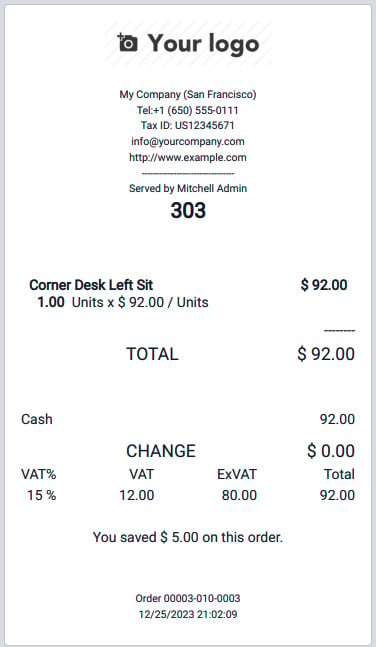 Your logo
My Company (San Francisco)
Tel:+1 (650) 555-0111
Tax ID: US12345671
info@yourcompany.com
http://www.example.com
--------------------------------
Served by Mitchell Admin
303
Corner Desk Left Sit $ 92.00
1.00 Units x $ 92.00 / Units
--------
TOTAL $ 92.00
Cash 92.00
CHANGE $ 0.00
VAT% VAT ExVAT Total
15 % 12.00 80.00 92.00
You saved $ 5.00 on this order.
Order 00003-010-0003
12/25/2023 21:02:09